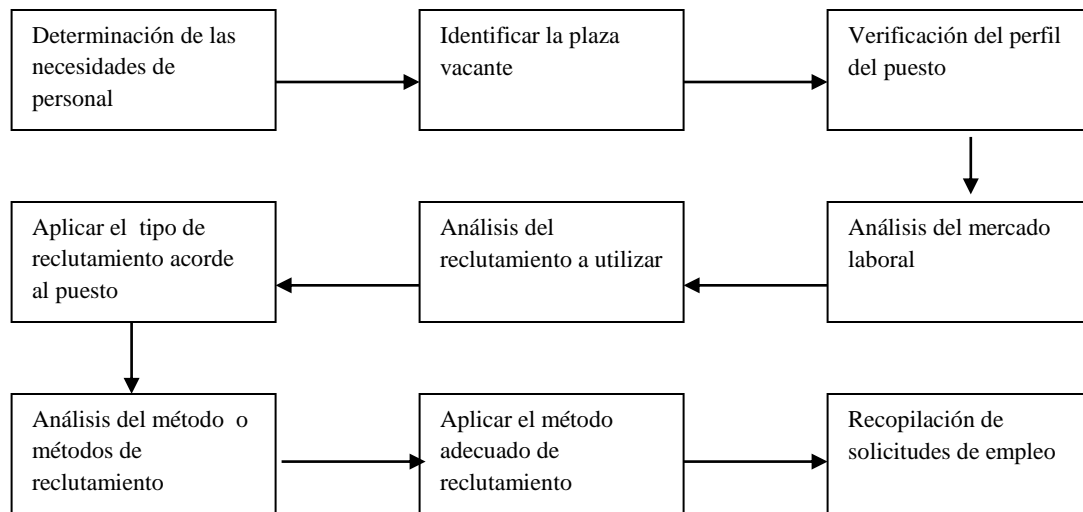 Determinación de las
necesidades de
personal
Identificar la plaza
vacante
Verificación del perfil
del puesto
Análisis del mercado
laboral
Análisis del
reclutamiento a utilizar
Aplicar el  tipo de
reclutamiento acorde
al puesto
Análisis del método  o
métodos de
reclutamiento
Aplicar el método
adecuado de
reclutamiento
Recopilación de
solicitudes de empleo